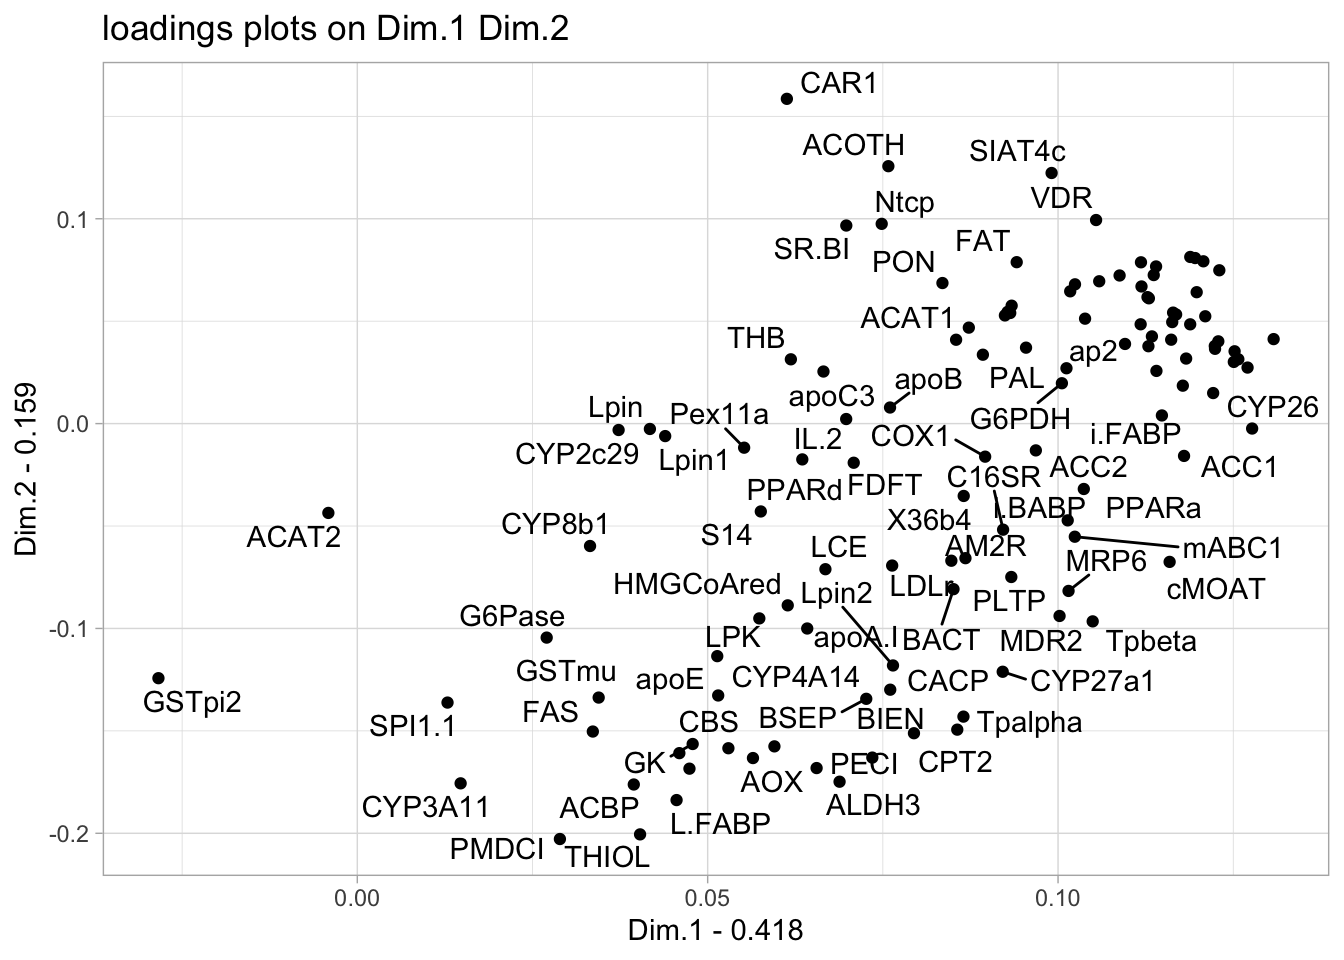 loadings plots on Dim.1 Dim.2
CAR1
ACOTH
SIAT4c
VDR
Ntcp
SR.BI
FAT
PON
0.1
ACAT1
THB
ap2
apoB
PAL
apoC3
G6PDH
CYP26
Lpin
Pex11a
0.0
COX1
i.FABP
IL.2
CYP2c29
Lpin1
ACC2
ACC1
C16SR
PPARd
FDFT
i.BABP
PPARa
X36b4
CYP8b1
S14
ACAT2
AM2R
LCE
mABC1
MRP6
HMGCoAred
LDLr
cMOAT
Lpin2
PLTP
G6Pase
-0.1
LPK
apoA.I
BACT
MDR2
Tpbeta
GSTmu
apoE
CYP4A14
CACP
CYP27a1
GSTpi2
FAS
SPI1.1
CBS
BSEP
BIEN
Tpalpha
GK
PECI
CPT2
AOX
CYP3A11
ACBP
ALDH3
L.FABP
-0.2
PMDCI
THIOL
0.00
0.05
0.10
Dim.1 - 0.418
Dim.2 - 0.159